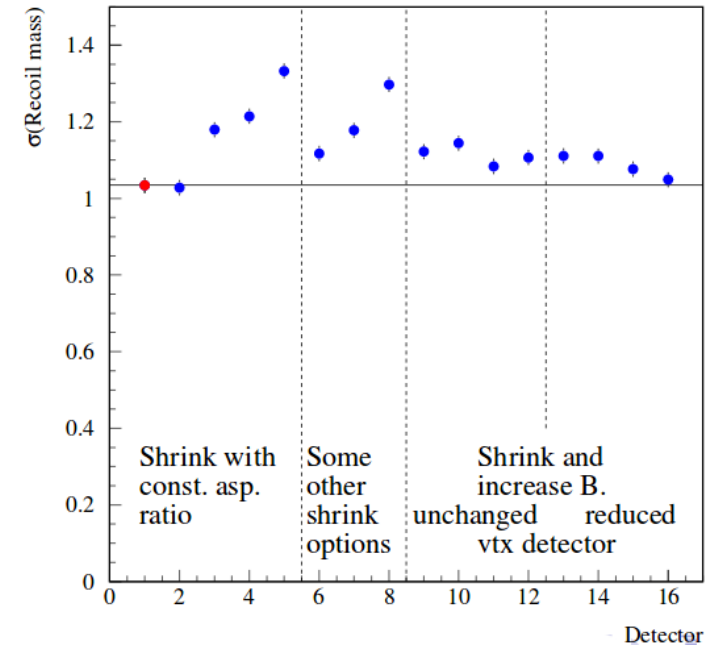 σ(Recoil mass)
1.4
1.2
1
0.8
0.6
0.4
0.2
0
Shrink with
const. asp.
ratio
Some
other
shrink
options
Shrink and
increase B.
unchanged reduced
vtx detector
0 2 4 6 8 10 12 14 16
Detector